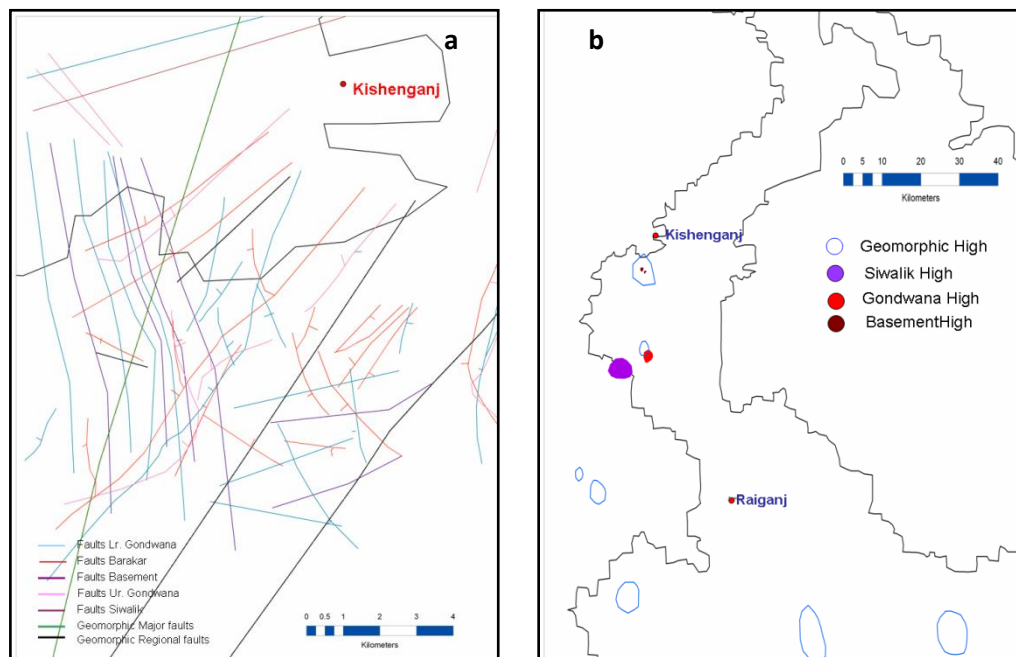 a
Kishenganj
Faults Lr. Gondwana
Faults Barakar
Faults Basement
Faults Ur. Gondwana
Faults Siwalik
Geomorphic Major faults
Geomorphic Regional faults
0 0.5 1 2 3 4
Kilometers
b
0 5 10 20 30 40
Kilometers
Kishenganj
Geomorphic High
Siwalik High
Gondwana High
BasementHigh
Raiganj